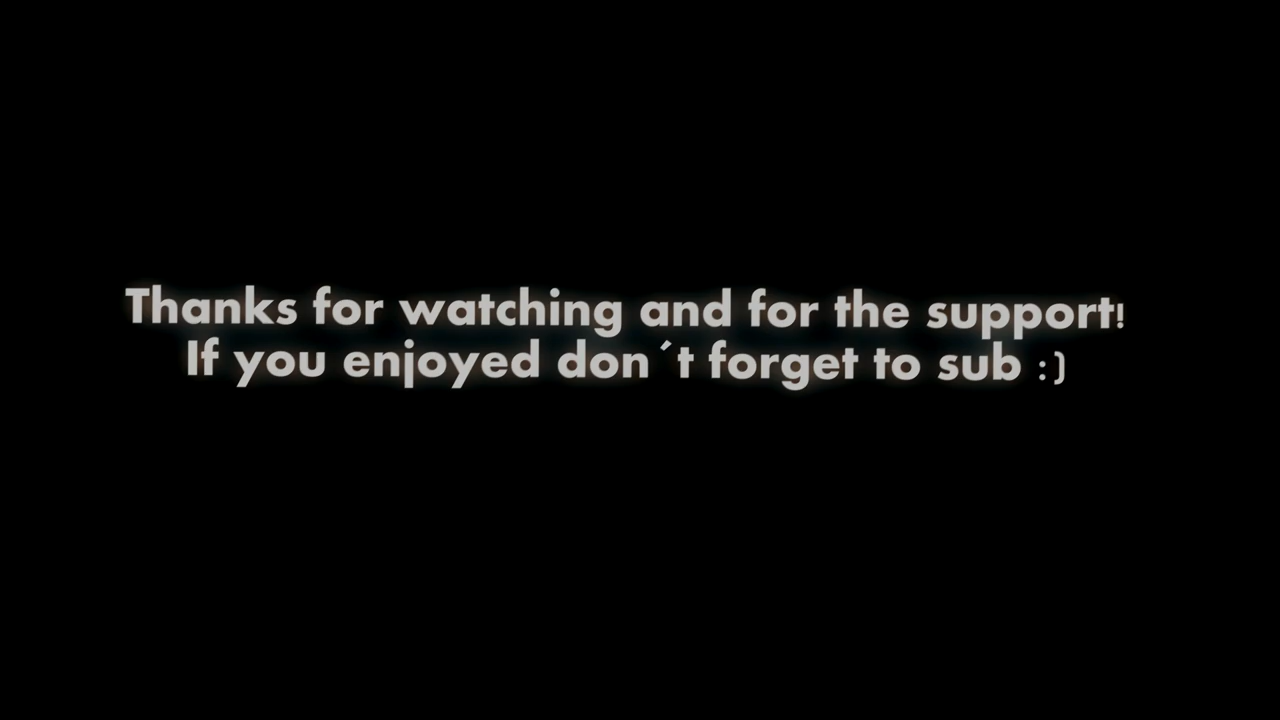 Thanks for watching and for the support!
If you enjoyed don´t forget to sub :)